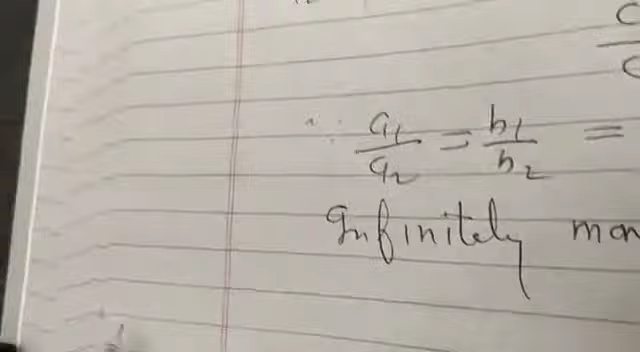 ∵ a₁/a₂ = b₁/b₂ =
Infinitely